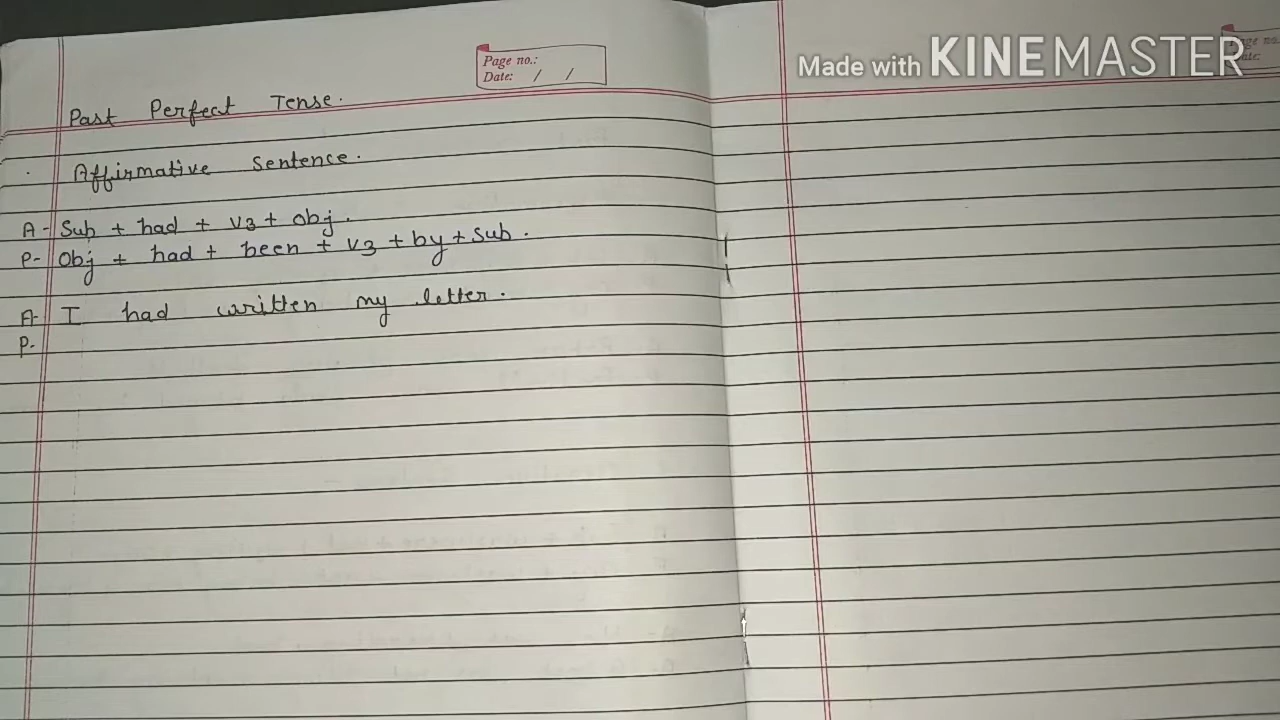 Made with KINEMASTER
Page no.:
Date: / /
Past Perfect Tense.
Affirmative Sentence.
A- Sub + had + V3 + Obj.
P- Obj + had + been + V3 + by + Sub.
A- I had written my letter.
P.